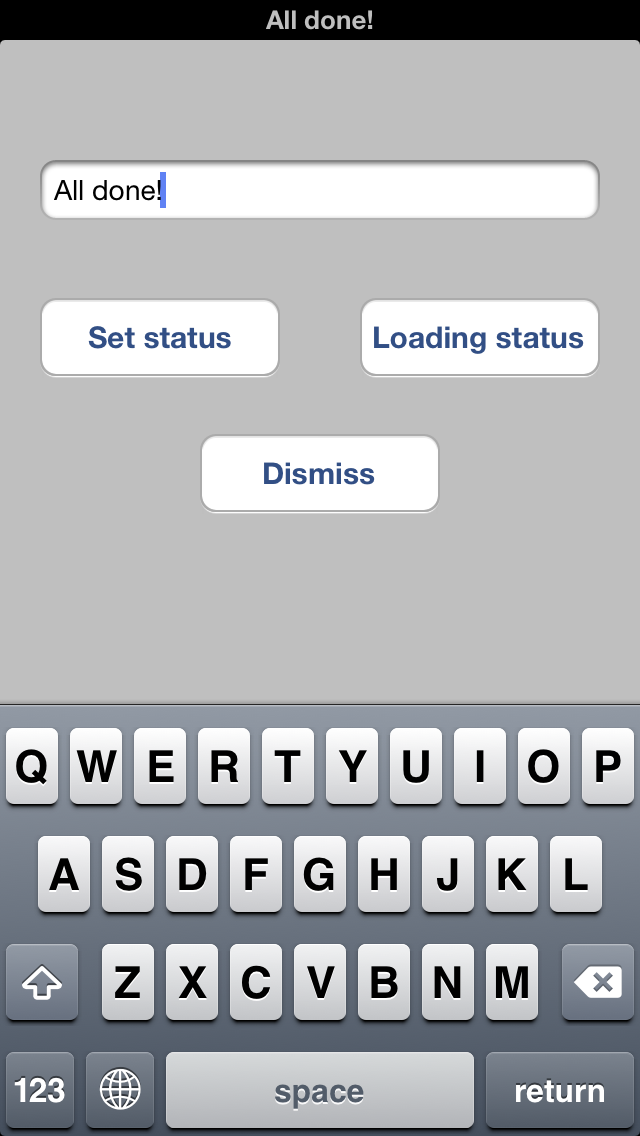 All done!
All done!
Set status Loading status
Dismiss
Q W E R T Y U I O P
A S D F G H J K L
Z X C V B N M
123 space return